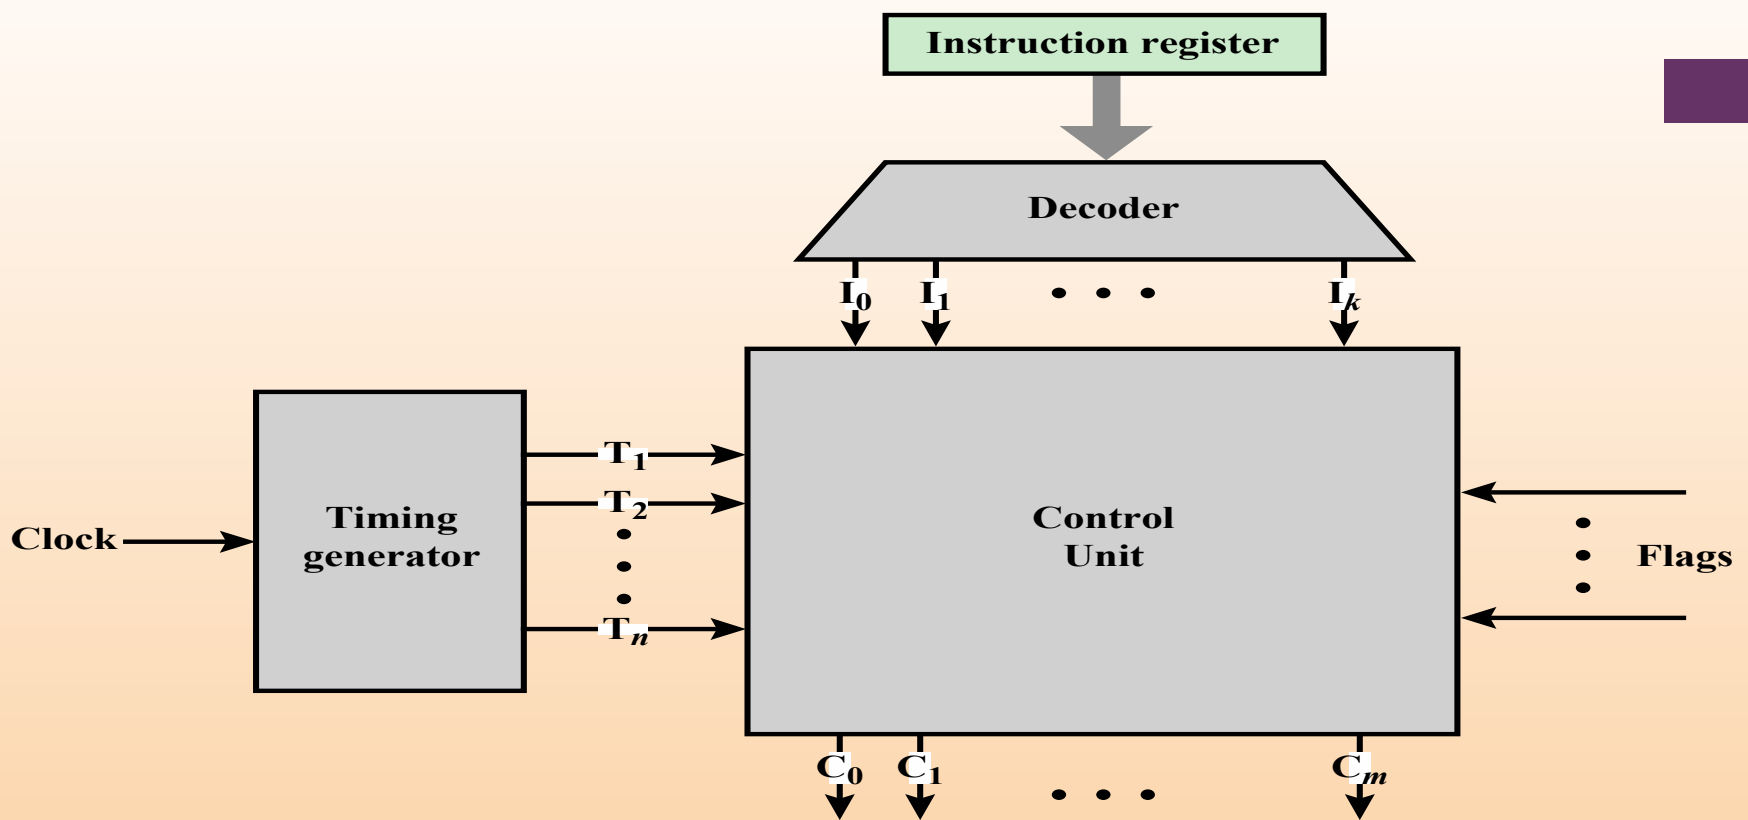 Instruction register
Decoder
I0 I1 • • • Ik
Timing
generator
Clock
T1
T2
Tn
Control
Unit
Flags
C0 C1 • • • Cm